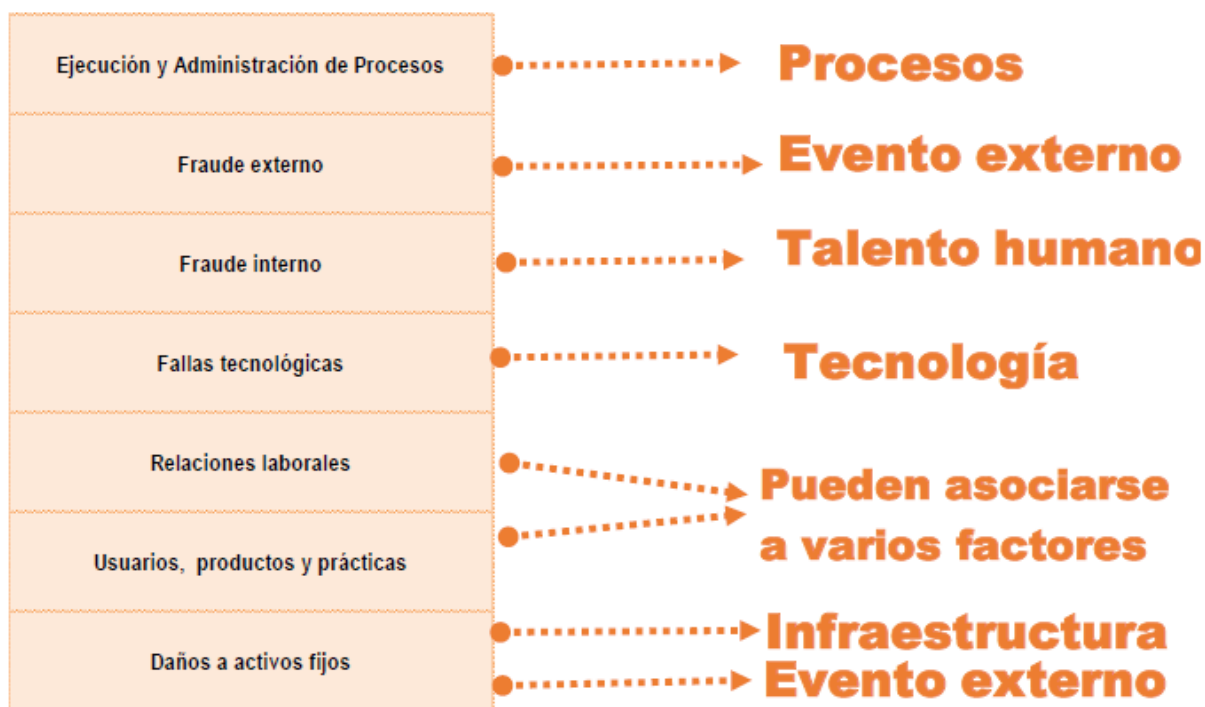 Ejecución y Administración de Procesos
Procesos
Fraude externo
Evento externo
Fraude interno
Talento humano
Fallas tecnológicas
Tecnología
Relaciones laborales
Pueden asociarse
a varios factores
Usuarios, productos y prácticas
Daños a activos fijos
Infraestructura
Evento externo